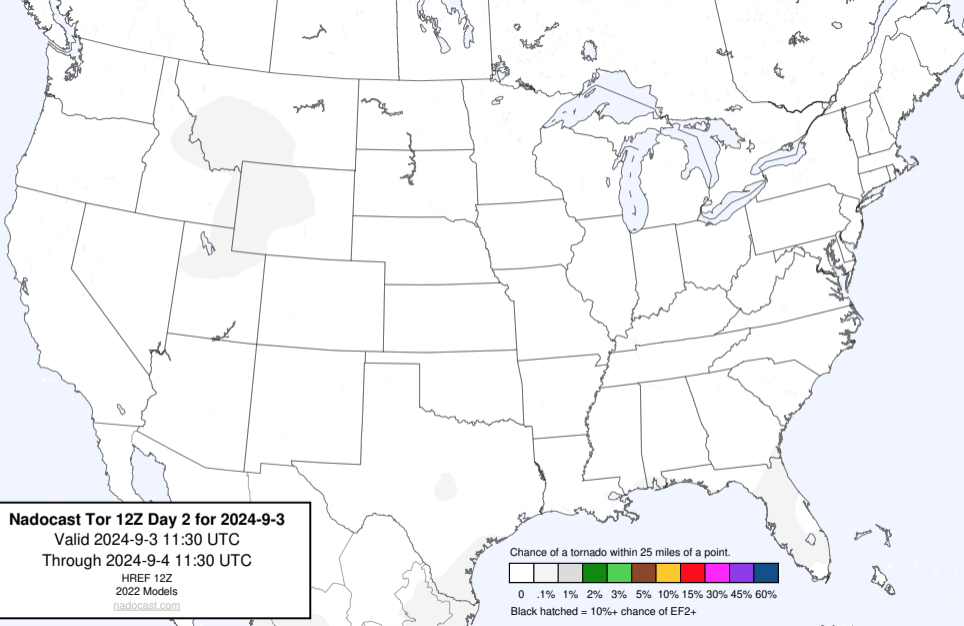 Nadocast Tor 12Z Day 2 for 2024-9-3
Valid 2024-9-3 11:30 UTC
Through 2024-9-4 11:30 UTC
HREF 12Z
2022 Models
nadocast.com
Chance of a tornado within 25 miles of a point.
0 .1% 1% 2% 3% 5% 10% 15% 30% 45% 60%
Black hatched = 10%+ chance of EF2+